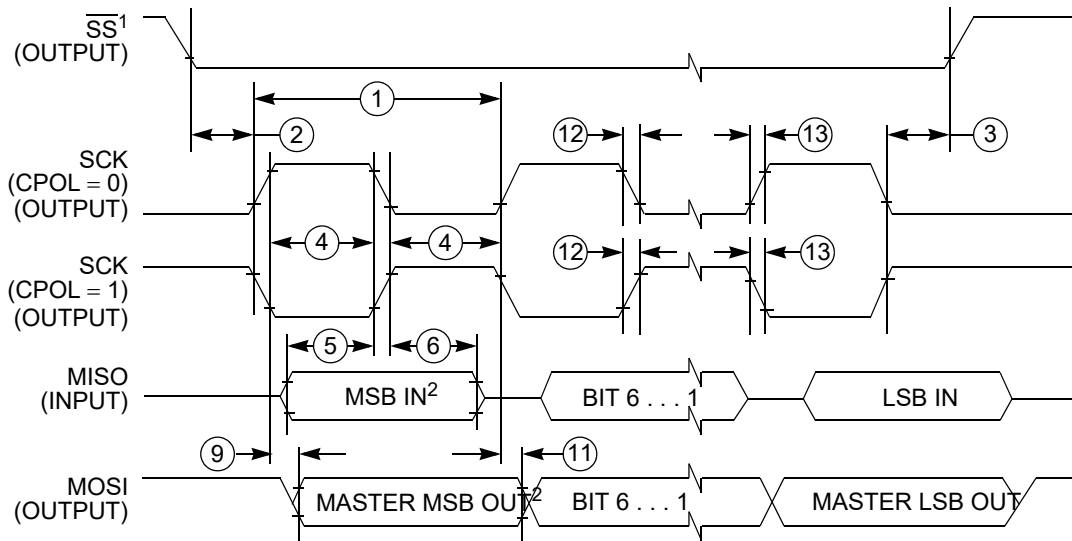 SS¹
(OUTPUT)
1
2
12
13
3
SCK
(CPOL = 0)
(OUTPUT)
4
4
SCK
(CPOL = 1)
(OUTPUT)
12
13
5
6
MISO
(INPUT)
MSB IN²
BIT 6 . . . 1
LSB IN
9
11
MOSI
(OUTPUT)
MASTER MSB OUT²
BIT 6 . . . 1
MASTER LSB OUT